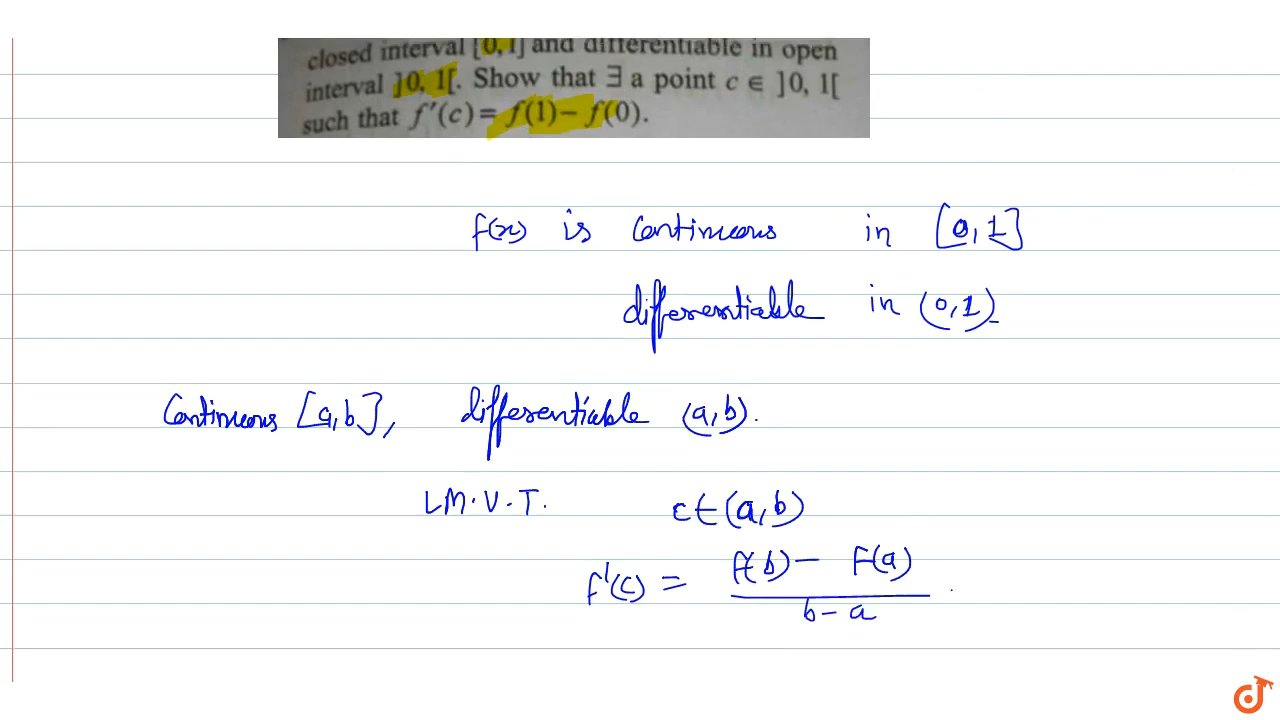 closed interval [0, 1] and differentiable in open
interval ]0, 1[. Show that ∃ a point c ∈ ]0, 1[
such that f′(c) = f(1) − f(0).
f(x) is continuous in [0, 1]
differentiable in (0, 1)
Continuous [a, b], differentiable (a, b).
LM.V.T. c ∈ (a, b)
f'(c) = f(b) − f(a)
b − a